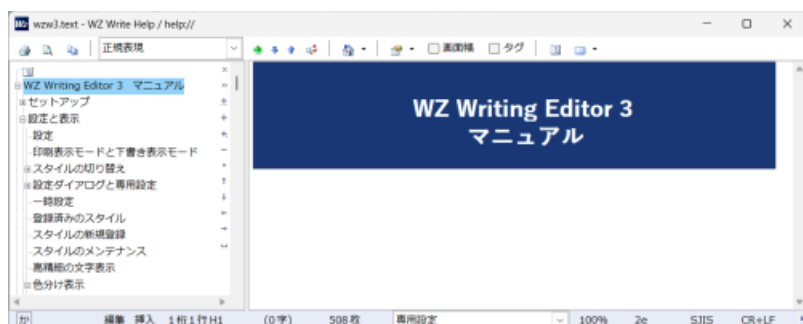 wzw3.text - WZ Write Help / help://
正規表現
画面幅 タグ
WZ Writing Editor 3 マニュアル
セットアップ
設定と表示
設定
印刷表示モードと下書き表示モード
スタイルの切り替え
設定ダイアログと専用設定
一時設定
登録済みのスタイル
スタイルの新規登録
スタイルのメンテナンス
高精細の文字表示
色分け表示
WZ Writing Editor 3
マニュアル
か 編集 挿入 1桁1行H1 (0字) 508枚 専用設定 100% 2e SJIS CR+LF